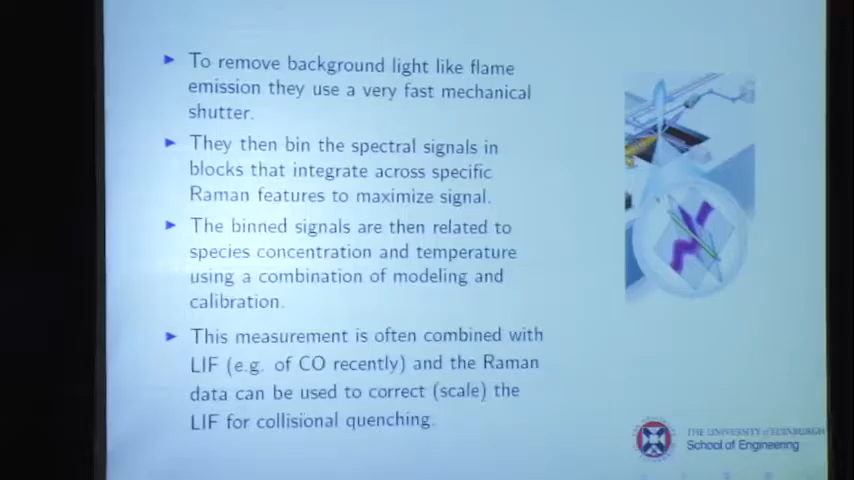 To remove background light like flame
emission they use a very fast mechanical
shutter.
They then bin the spectral signals in
blocks that integrate across specific
Raman features to maximize signal.
The binned signals are then related to
species concentration and temperature
using a combination of modeling and
calibration.
This measurement is often combined with
LIF (e.g. of CO recently) and the Raman
data can be used to correct (scale) the
LIF for collisional quenching.
THE UNIVERSITY of EDINBURGH
School of Engineering